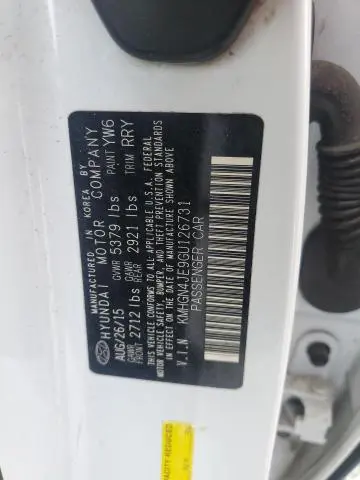 MANUFACTURED IN KOREA BY
HYUNDAI MOTOR COMPANY
AUG/26/15 GVWR 5379 lbs PAINT YW6
GAWR FRONT 2712 lbs GAWR REAR 2921 lbs TRIM RRY
THIS VEHICLE CONFORMS TO ALL APPLICABLE U.S.A. FEDERAL
MOTOR VEHICLE SAFETY, BUMPER, AND THEFT PREVENTION
STANDARDS IN EFFECT ON THE DATE OF MANUFACTURE SHOWN ABOVE.
V.I.N KMHGN4JE9GU126731
PASSENGER CAR
CAPACITY REDUCED